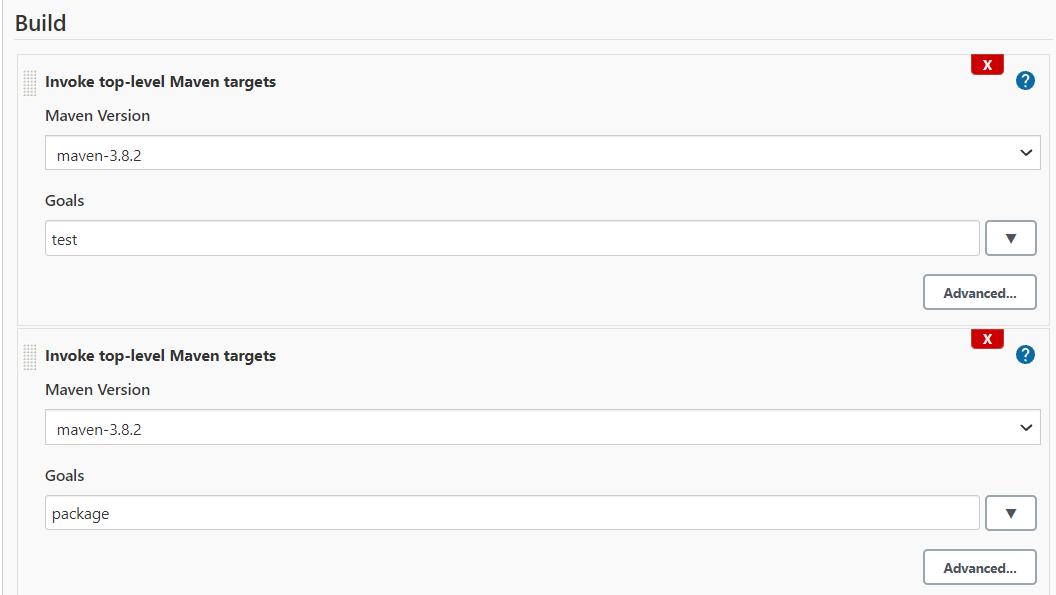 Build
X
Invoke top-level Maven targets
?
Maven Version
maven-3.8.2
Goals
test
▼
Advanced...
X
Invoke top-level Maven targets
?
Maven Version
maven-3.8.2
Goals
package
▼
Advanced...